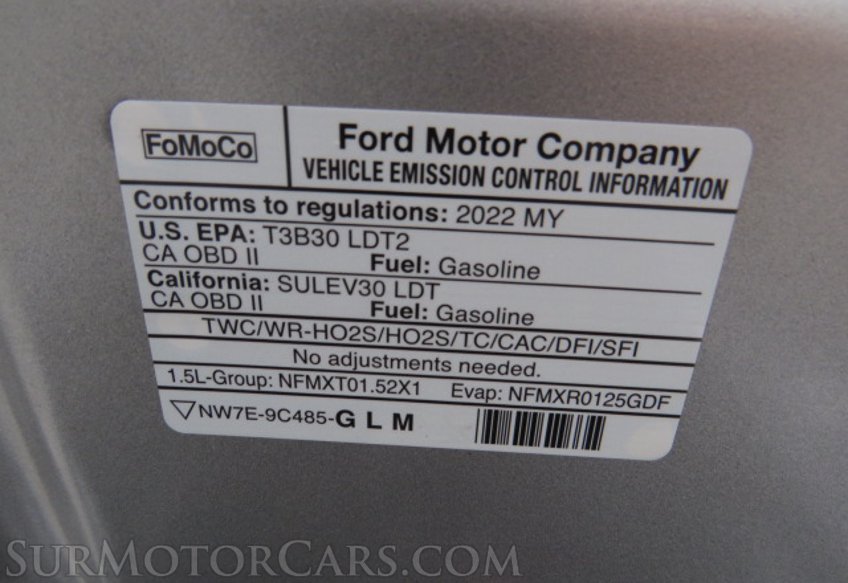 FoMoCo
Ford Motor Company
VEHICLE EMISSION CONTROL INFORMATION
Conforms to regulations: 2022 MY
U.S. EPA: T3B30 LDT2
CA OBD II Fuel: Gasoline
California: SULEV30 LDT
CA OBD II Fuel: Gasoline
TWC/WR-HO2S/HO2S/TC/CAC/DFI/SFI
No adjustments needed.
1.5L-Group: NFMXT01.52X1 Evap: NFMXR0125GDF
NW7E-9C485-G L M
SURMOTORCARS.COM